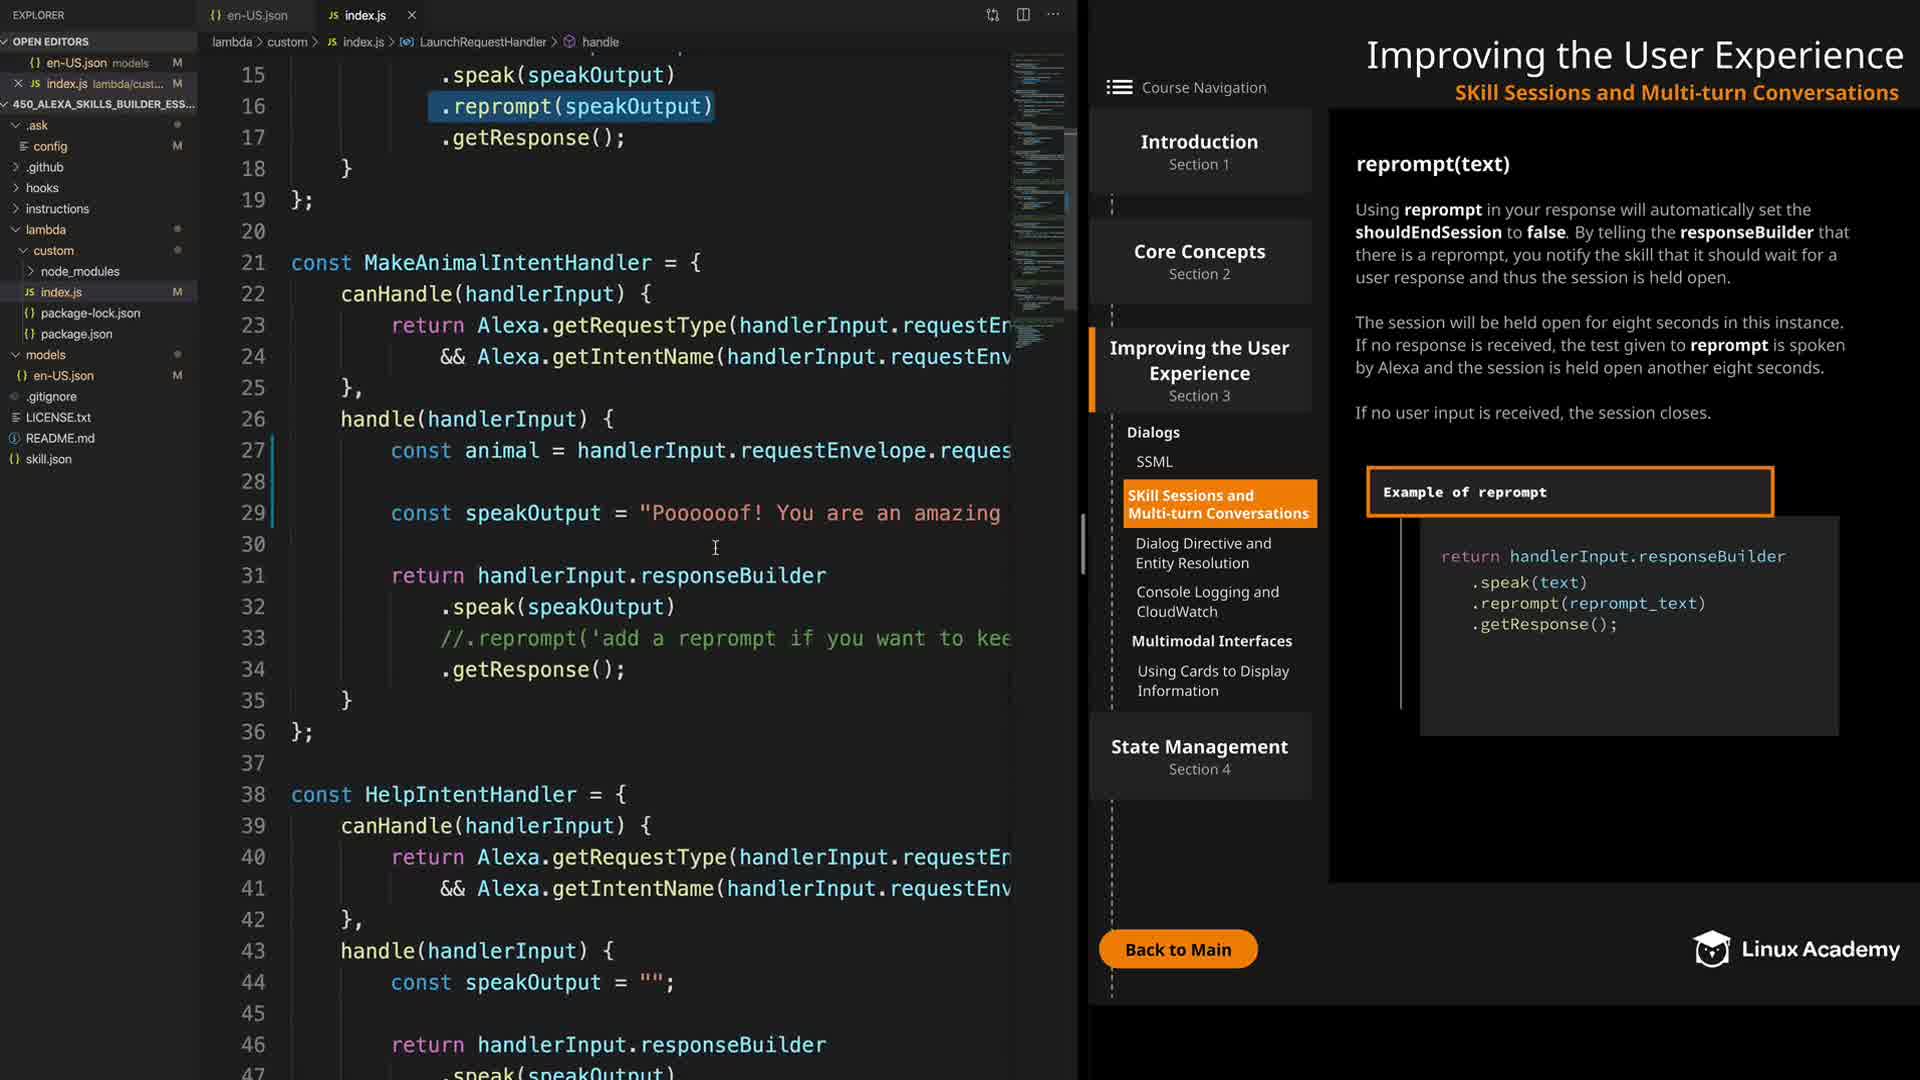 EXPLORER
OPEN EDITORS
en-US.json models M
index.js lambda/cust... M
450_ALEXA_SKILLS_BUILDER_ESS...
.ask
config M
.github
hooks
instructions
lambda
custom
node_modules
JS index.js M
package-lock.json
package.json
models
en-US.json M
.gitignore
LICENSE.txt
README.md
skill.json
{} en-US.json
JS index.js
lambda > custom > JS index.js > LaunchRequestHandler > handle
15 .speak(speakOutput)
16 .reprompt(speakOutput)
17 .getResponse();
18 }
19 };
20
21 const MakeAnimalIntentHandler = {
22 canHandle(handlerInput) {
23 return Alexa.getRequestType(handlerInput.requestEn
24 && Alexa.getIntentName(handlerInput.requestEnv
25 },
26 handle(handlerInput) {
27 const animal = handlerInput.requestEnvelope.reques
28
29 const speakOutput = "Poooooof! You are an amazing
30
31 return handlerInput.responseBuilder
32 .speak(speakOutput)
33 //.reprompt('add a reprompt if you want to kee
34 .getResponse();
35 }
36 };
37
38 const HelpIntentHandler = {
39 canHandle(handlerInput) {
40 return Alexa.getRequestType(handlerInput.requestEn
41 && Alexa.getIntentName(handlerInput.requestEnv
42 },
43 handle(handlerInput) {
44 const speakOutput = "";
45
46 return handlerInput.responseBuilder
47 .speak(speakOutput)
Improving the User Experience
SKill Sessions and Multi-turn Conversations
Course Navigation
Introduction
Section 1
Core Concepts
Section 2
Improving the User
Experience
Section 3
Dialogs
SSML
SKill Sessions and
Multi-turn Conversations
Dialog Directive and
Entity Resolution
Console Logging and
CloudWatch
Multimodal Interfaces
Using Cards to Display
Information
State Management
Section 4
Back to Main
reprompt(text)
Using reprompt in your response will automatically set the
shouldEndSession to false. By telling the responseBuilder that
there is a reprompt, you notify the skill that it should wait for a
user response and thus the session is held open.
The session will be held open for eight seconds in this instance.
If no response is received, the test given to reprompt is spoken
by Alexa and the session is held open another eight seconds.
If no user input is received, the session closes.
Example of reprompt
return handlerInput.responseBuilder
.speak(text)
.reprompt(reprompt_text)
.getResponse();
Linux Academy